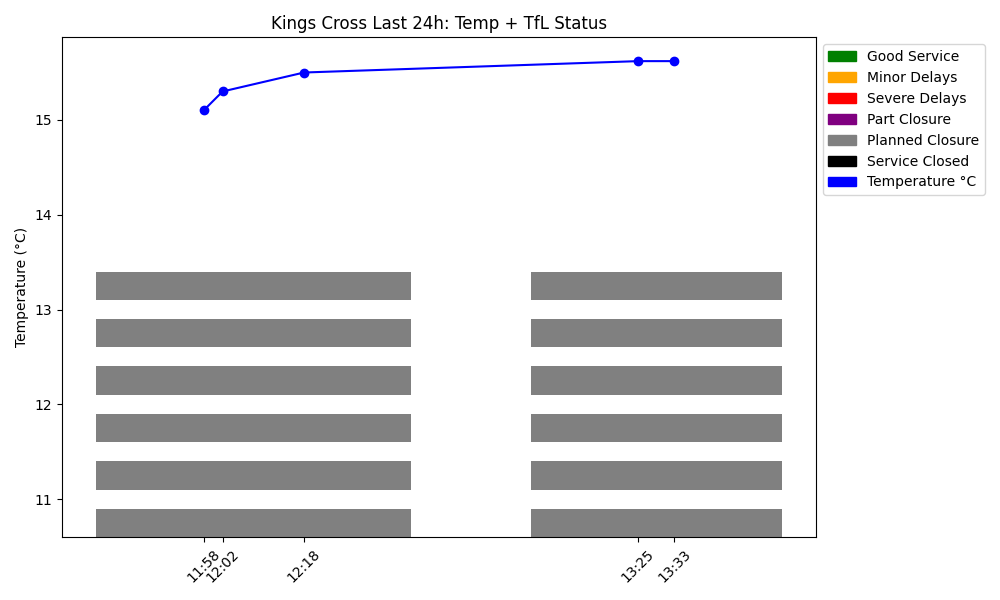 Kings Cross Last 24h: Temp + TfL Status
Good Service
Minor Delays
Severe Delays
Part Closure
Planned Closure
Service Closed
Temperature °C
Temperature (°C)
15
14
13
12
11
11:58
12:02
12:18
13:25
13:33